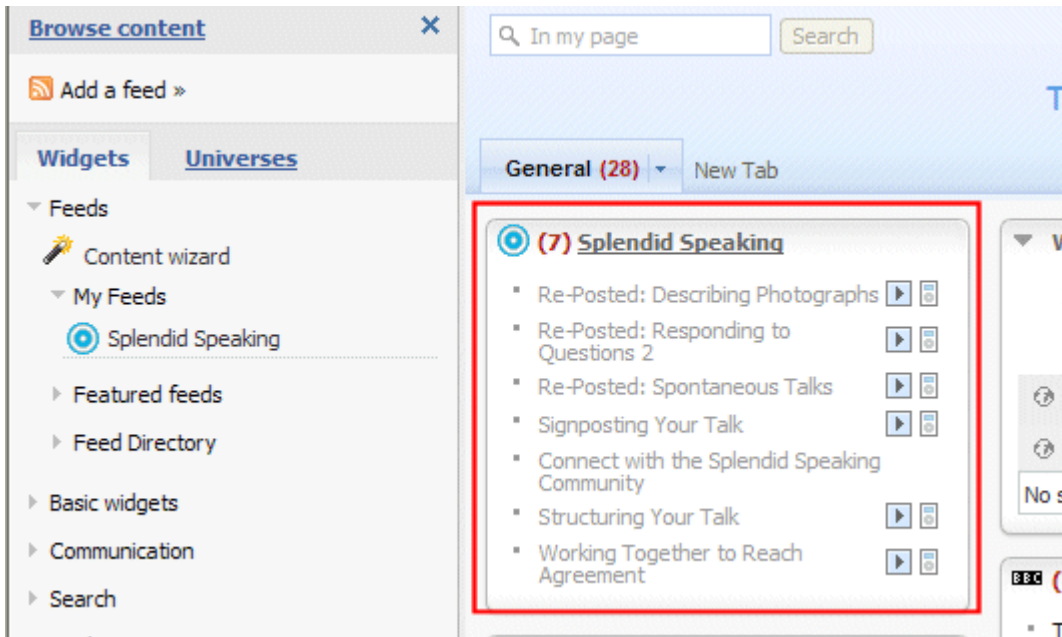 Browse content
Add a feed »
Widgets Universes
Feeds
Content wizard
My Feeds
Splendid Speaking
Featured feeds
Feed Directory
Basic widgets
Communication
Search
In my page Search
General (28) New Tab
(7) Splendid Speaking
Re-Posted: Describing Photographs
Re-Posted: Responding to
Questions 2
Re-Posted: Spontaneous Talks
Signposting Your Talk
Connect with the Splendid Speaking
Community
Structuring Your Talk
Working Together to Reach
Agreement
T
No
BBC (
T